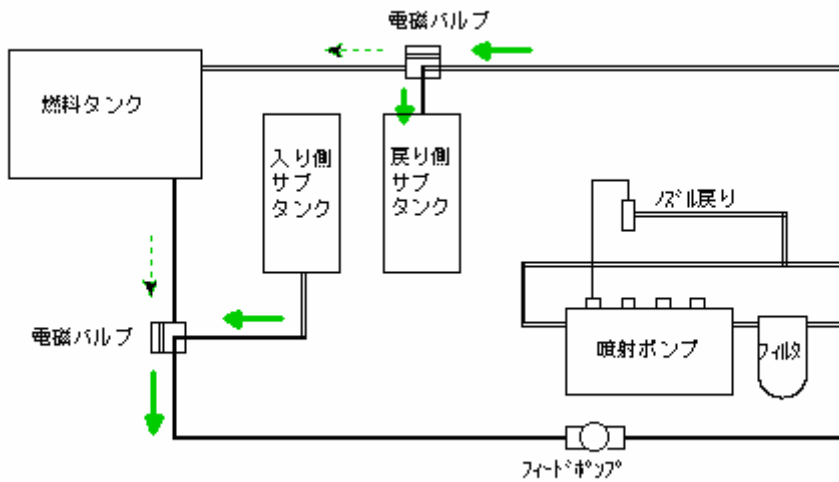 電磁バルブ
燃料タンク
入り側
サブ
タンク
戻り側
サブ
タンク
ﾉｽﾞﾙ戻り
電磁バルブ
噴射ポンプ
ﾌｨﾙﾀ
ﾌｨｰﾄﾞﾎﾟﾝﾌﾟ